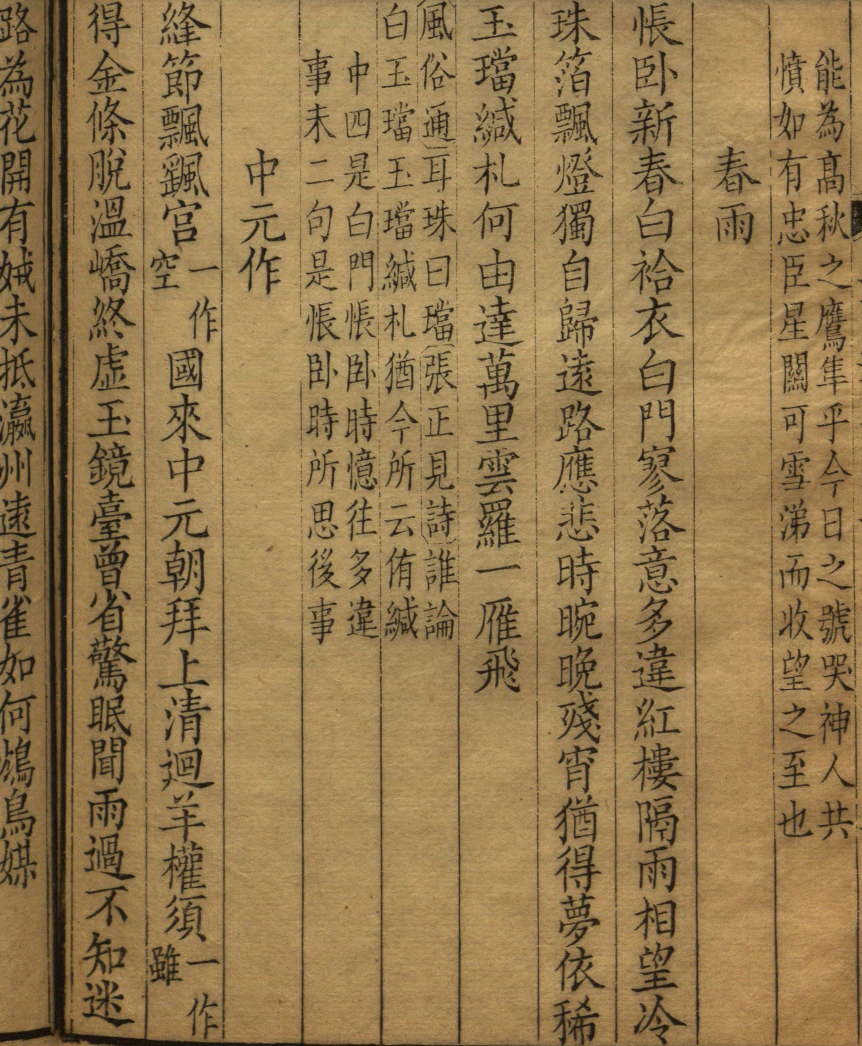 能為高秋之鷹隼乎今日之號哭神人共
憤如有忠臣星關可雪涕而收望之至也
春雨
悵卧新春白袷衣白門寥落意多違紅樓隔雨相望冷
珠箔飄燈獨自歸遠路應悲時晼晚殘宵猶得夢依稀
玉璫緘札何由達萬里雲羅一雁飛
風俗通耳珠曰璫張正見詩誰論
白玉璫玉璫緘札猶今所云侑緘
中四是白門悵卧時憶往多違
事末二句是悵卧時所思後事
中元作
絳節飄颻宫一作空國來中元朝拜上清迴羊權須一作雖
得金條脫溫嶠終虛玉鏡臺曾省驚眠聞雨過不知迷
路為花開有娀未抵瀛州遠青雀如何鴆鳥媒